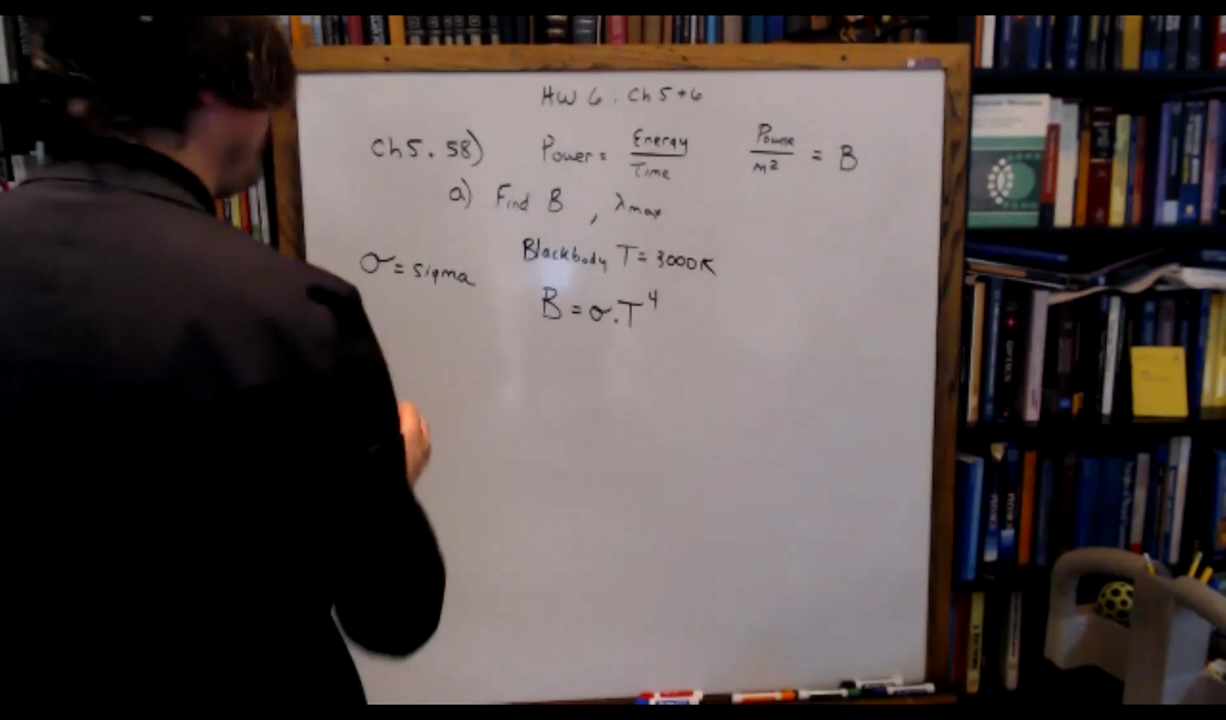 HW 6 . Ch 5+6
Ch 5. 58) Power = Energy / Time Power / m² = B
a) Find B , λmax
Blackbody T = 3000K
σ = sigma
B = σ.T⁴
OPTICS